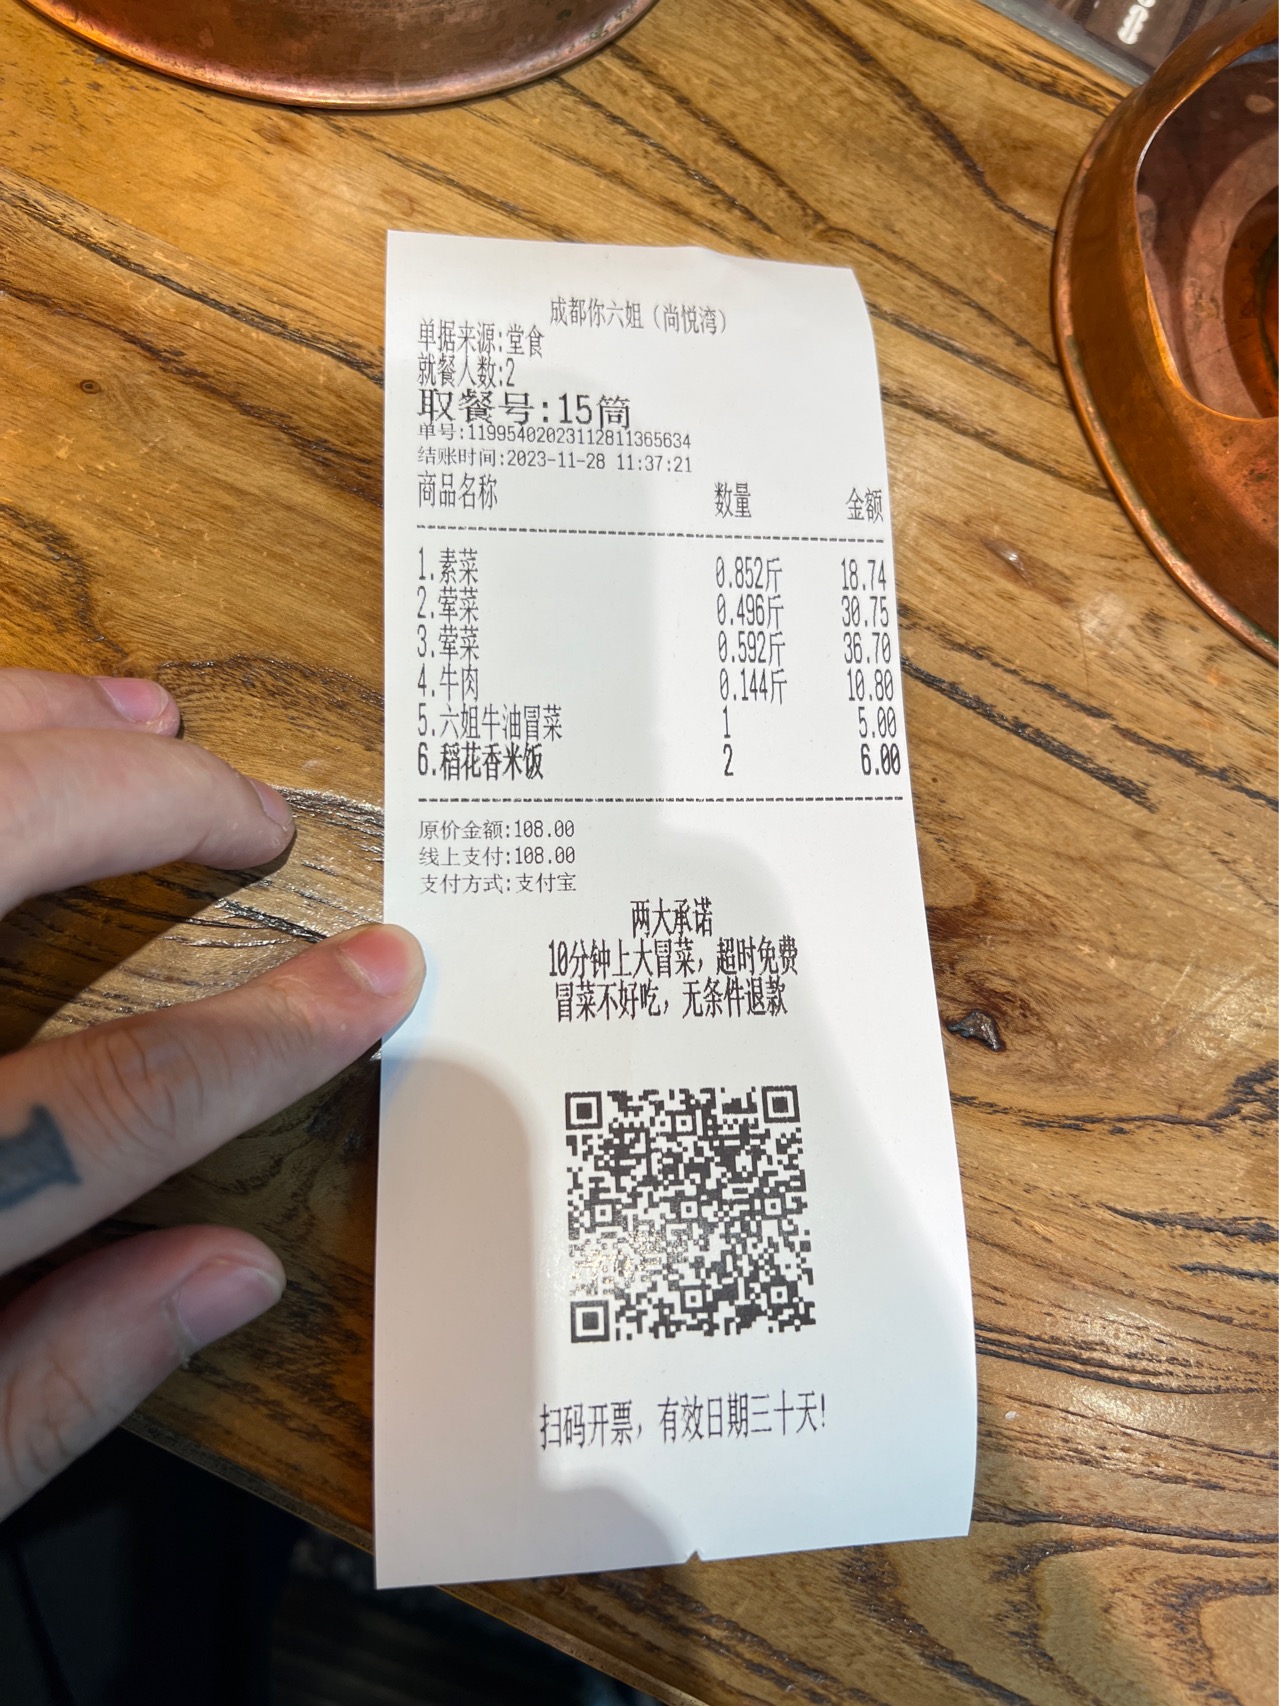 成都你六姐（尚悦湾）
单据来源:堂食
就餐人数:2
取餐号:15筒
单号:11995402023112811365634
结账时间:2023-11-28 11:37:21
商品名称 数量 金额
1.素菜 0.852斤 18.74
2.荤菜 0.496斤 30.75
3.荤菜 0.592斤 36.70
4.牛肉 0.144斤 10.80
5.六姐牛油冒菜 1 5.00
6.稻花香米饭 2 6.00
原价金额:108.00
线上支付:108.00
支付方式:支付宝
两大承诺
10分钟上大冒菜，超时免费
冒菜不好吃，无条件退款
扫码开票，有效日期三十天!